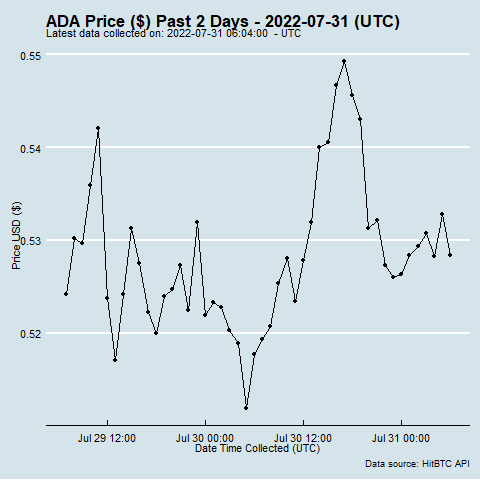 ADA Price ($) Past 2 Days - 2022-07-31 (UTC)
Latest data collected on: 2022-07-31 06:04:00 - UTC
0.55
0.54
0.53
0.52
Price USD ($)
Jul 29 12:00
Jul 30 00:00
Jul 30 12:00
Jul 31 00:00
Date Time Collected (UTC)
Data source: HitBTC API